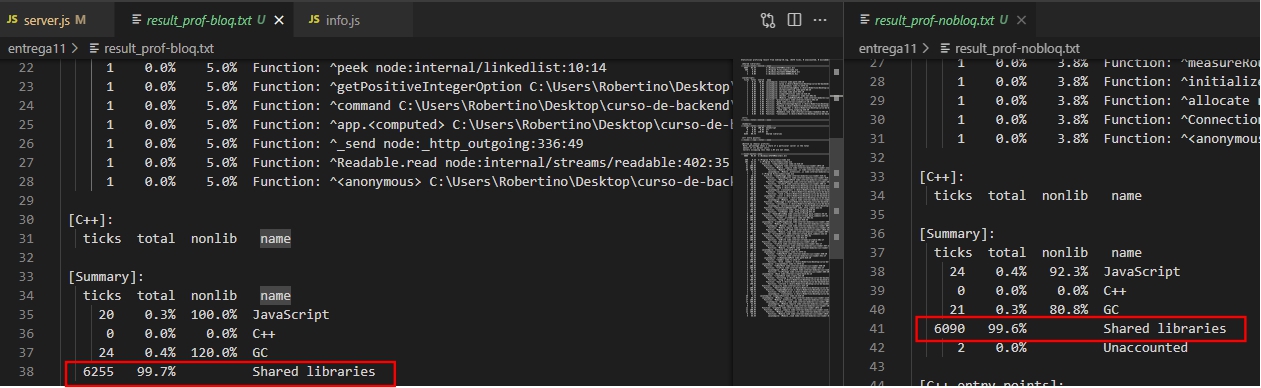 server.js M
result_prof-bloq.txt U
info.js
entrega11 > result_prof-bloq.txt
22 1 0.0% 5.0% Function: ^peek node:internal/linkedlist:10:14
23 1 0.0% 5.0% Function: ^getPositiveIntegerOption C:\Users\Robertino\Desktop\
24 1 0.0% 5.0% Function: ^command C:\Users\Robertino\Desktop\curso-de-backend\
25 1 0.0% 5.0% Function: ^app.<computed> C:\Users\Robertino\Desktop\curso-de-b
26 1 0.0% 5.0% Function: ^_send node:_http_outgoing:336:49
27 1 0.0% 5.0% Function: ^Readable.read node:internal/streams/readable:402:35
28 1 0.0% 5.0% Function: ^<anonymous> C:\Users\Robertino\Desktop\curso-de-back
29
30 [C++]:
31 ticks total nonlib name
32
33 [Summary]:
34 ticks total nonlib name
35 20 0.3% 100.0% JavaScript
36 0 0.0% 0.0% C++
37 24 0.4% 120.0% GC
38 6255 99.7% Shared libraries
result_prof-nobloq.txt U
entrega11 > result_prof-nobloq.txt
27 1 0.0% 3.8% Function: ^measureRou
28 1 0.0% 3.8% Function: ^initialize
29 1 0.0% 3.8% Function: ^allocate
30 1 0.0% 3.8% Function: ^Connection
31 1 0.0% 3.8% Function: ^<anonymous
32
33 [C++]:
34 ticks total nonlib name
35
36 [Summary]:
37 ticks total nonlib name
38 24 0.4% 92.3% JavaScript
39 0 0.0% 0.0% C++
40 21 0.3% 80.8% GC
41 6090 99.6% Shared libraries
42 2 0.0% Unaccounted
43
44 [C++ entry points]: